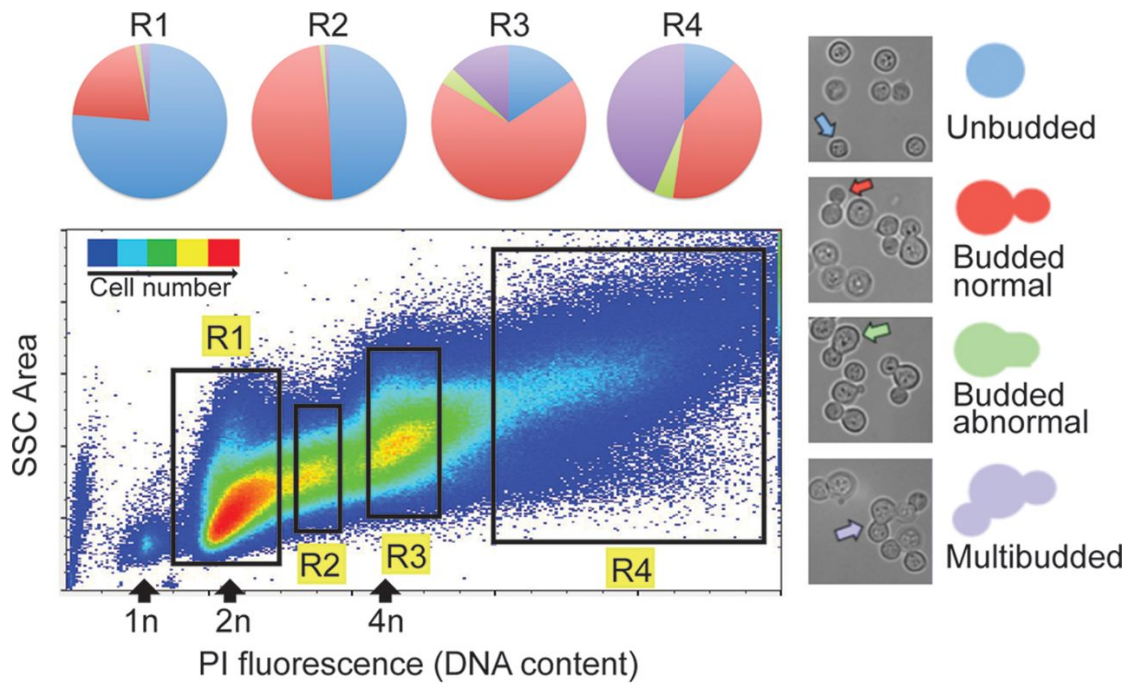 R1
R2
R3
R4
Unbudded
Budded
normal
Budded
abnormal
Multibudded
Cell number
R1
R2
R3
R4
SSC Area
1n
2n
4n
PI fluorescence (DNA content)